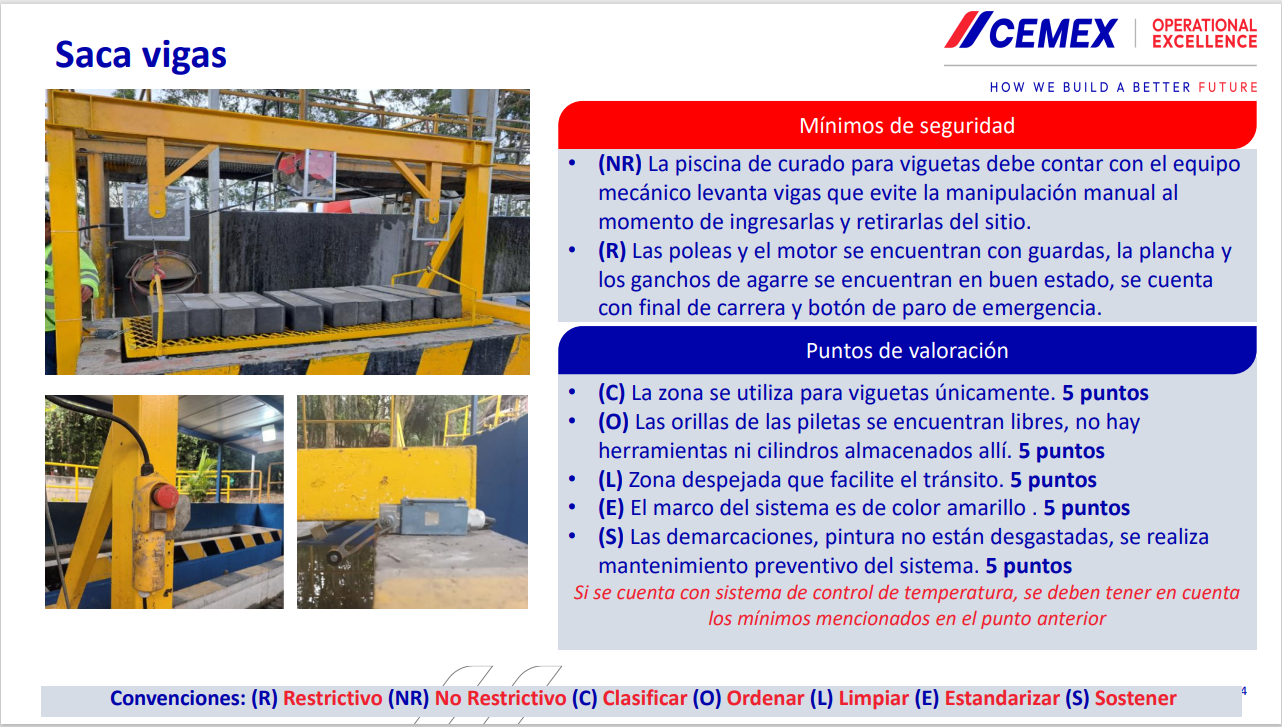 Saca vigas
CEMEX
OPERATIONAL
EXCELLENCE
HOW WE BUILD A BETTER FUTURE
Mínimos de seguridad
• (NR) La piscina de curado para viguetas debe contar con el equipo
mecánico levanta vigas que evite la manipulación manual al
momento de ingresarlas y retirarlas del sitio.
• (R) Las poleas y el motor se encuentran con guardas, la plancha y
los ganchos de agarre se encuentran en buen estado, se cuenta
con final de carrera y botón de paro de emergencia.
Puntos de valoración
• (C) La zona se utiliza para viguetas únicamente. 5 puntos
• (O) Las orillas de las piletas se encuentran libres, no hay
herramientas ni cilindros almacenados allí. 5 puntos
• (L) Zona despejada que facilite el tránsito. 5 puntos
• (E) El marco del sistema es de color amarillo . 5 puntos
• (S) Las demarcaciones, pintura no están desgastadas, se realiza
mantenimiento preventivo del sistema. 5 puntos
Si se cuenta con sistema de control de temperatura, se deben tener en cuenta
los mínimos mencionados en el punto anterior
Convenciones: (R) Restrictivo (NR) No Restrictivo (C) Clasificar (O) Ordenar (L) Limpiar (E) Estandarizar (S) Sostener
4